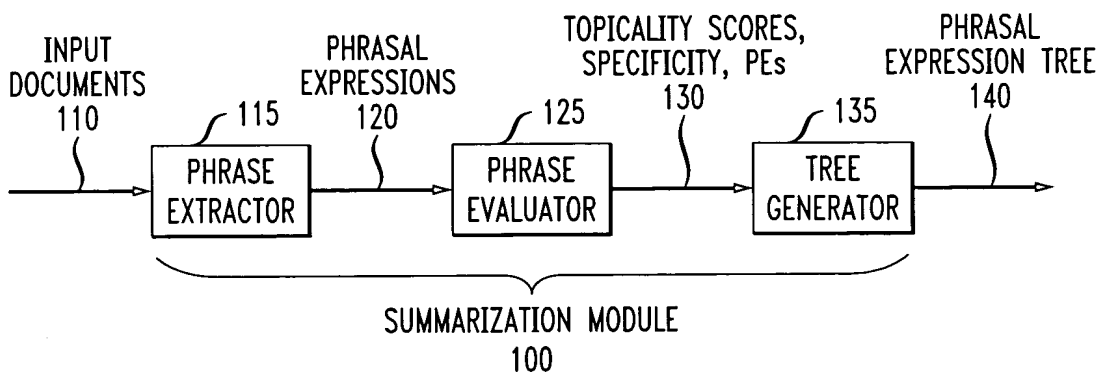 INPUT
DOCUMENTS
110
115
PHRASE
EXTRACTOR
PHRASAL
EXPRESSIONS
120
125
PHRASE
EVALUATOR
TOPICALITY SCORES,
SPECIFICITY, PEs
130
135
TREE
GENERATOR
PHRASAL
EXPRESSION TREE
140
SUMMARIZATION MODULE
100